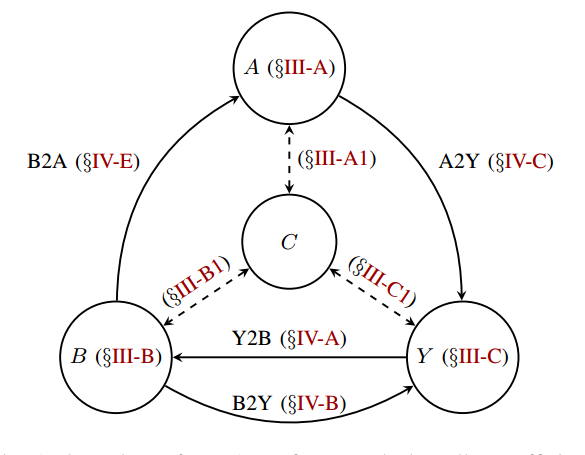 A (§III-A)
B2A (§IV-E)
(§III-A1)
A2Y (§IV-C)
C
(§III-B1)
(§III-C1)
B (§III-B)
Y2B (§IV-A)
Y (§III-C)
B2Y (§IV-B)